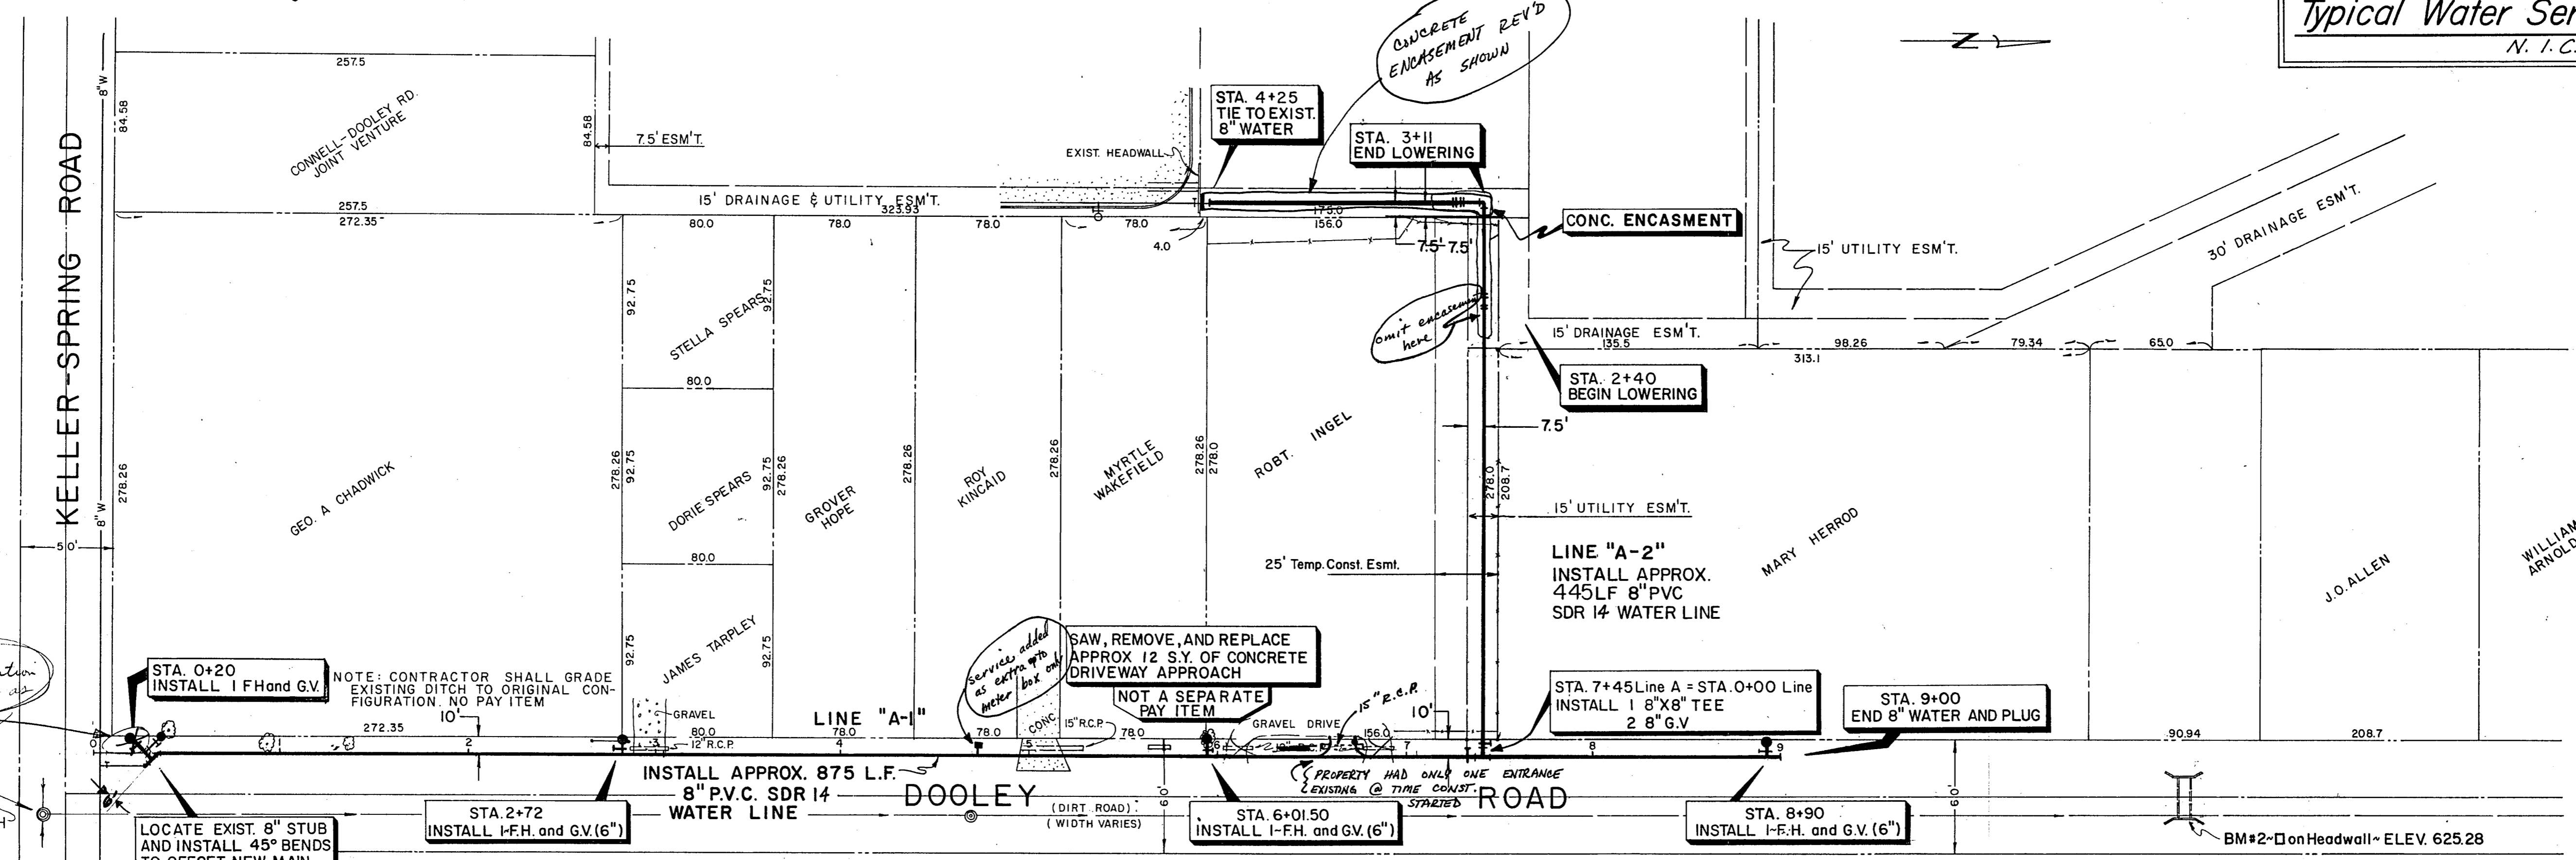 Typical Water Ser
N. I. C.
CONCRETE
ENCASEMENT REV'D
AS SHOWN
8" W
84.58
257.5
CONNELL-DOOLEY RD.
JOINT VENTURE
84.58
7.5' ESM'T.
257.5
272.35
KELLER-SPRING ROAD
15' DRAINAGE & UTILITY ESM'T.
323.93
EXIST. HEADWALL
STA. 4+25
TIE TO EXIST.
8" WATER
STA. 3+11
END LOWERING
CONC. ENCASMENT
175.0
156.0
7.5' 7.5'
80.0
78.0
78.0
78.0
4.0
15' UTILITY ESM'T.
30' DRAINAGE ESM'T.
15' DRAINAGE ESM'T.
135.5
98.26
79.34
65.0
313.1
omit encasement
here
STA. 2+40
BEGIN LOWERING
7.5'
278.26
8" W
50'
GEO. A CHADWICK
278.26
92.75
92.75
92.75
STELLA SPEARS
92.75
80.0
DORIE SPEARS
92.75
80.0
JAMES TARPLEY
92.75
278.26
GROVER
HOPE
278.26
ROY
KINCAID
278.26
MYRTLE
WAKEFIELD
278.26
278.0
ROBT. INGEL
278.0
208.7
15' UTILITY ESM'T.
25' Temp. Const. Esmt.
LINE "A-2"
INSTALL APPROX.
445LF 8" PVC
SDR 14 WATER LINE
MARY HERROD
J.O. ALLEN
WILLIAM
ARNOLD
STA. 0+20
INSTALL 1 FH and G.V.
NOTE: CONTRACTOR SHALL GRADE
EXISTING DITCH TO ORIGINAL CON-
FIGURATION. NO PAY ITEM
10'
272.35
GRAVEL
12" R.C.P.
80.0
LINE "A-1"
78.0
78.0
78.0
service added
as extra up to
meter box only
SAW, REMOVE, AND REPLACE
APPROX 12 S.Y. OF CONCRETE
DRIVEWAY APPROACH
NOT A SEPARATE
PAY ITEM
CONC.
15" R.C.P.
GRAVEL DRIVE
15" R.C.P.
156.0
10'
STA. 7+45 Line A = STA. 0+00 Line
INSTALL 1 8"X8" TEE
2 8" G.V
STA. 9+00
END 8" WATER AND PLUG
90.94
208.7
0
1
2
3
4
5
6
7
8
9
INSTALL APPROX. 875 L.F.
8" P.V.C. SDR 14
WATER LINE
DOOLEY ROAD
(DIRT ROAD)
(WIDTH VARIES)
PROPERTY HAD ONLY ONE ENTRANCE
EXISTING @ TIME CONST.
STARTED
60'
60'
6'
LOCATE EXIST. 8" STUB
AND INSTALL 45° BENDS
TO OFFSET NEW MAIN
STA. 2+72
INSTALL 1-F.H. and G.V. (6")
STA. 6+01.50
INSTALL 1~F.H. and G.V. (6")
STA. 8+90
INSTALL 1~F.H. and G.V. (6")
BM#2~□ on Headwall~ ELEV. 625.28